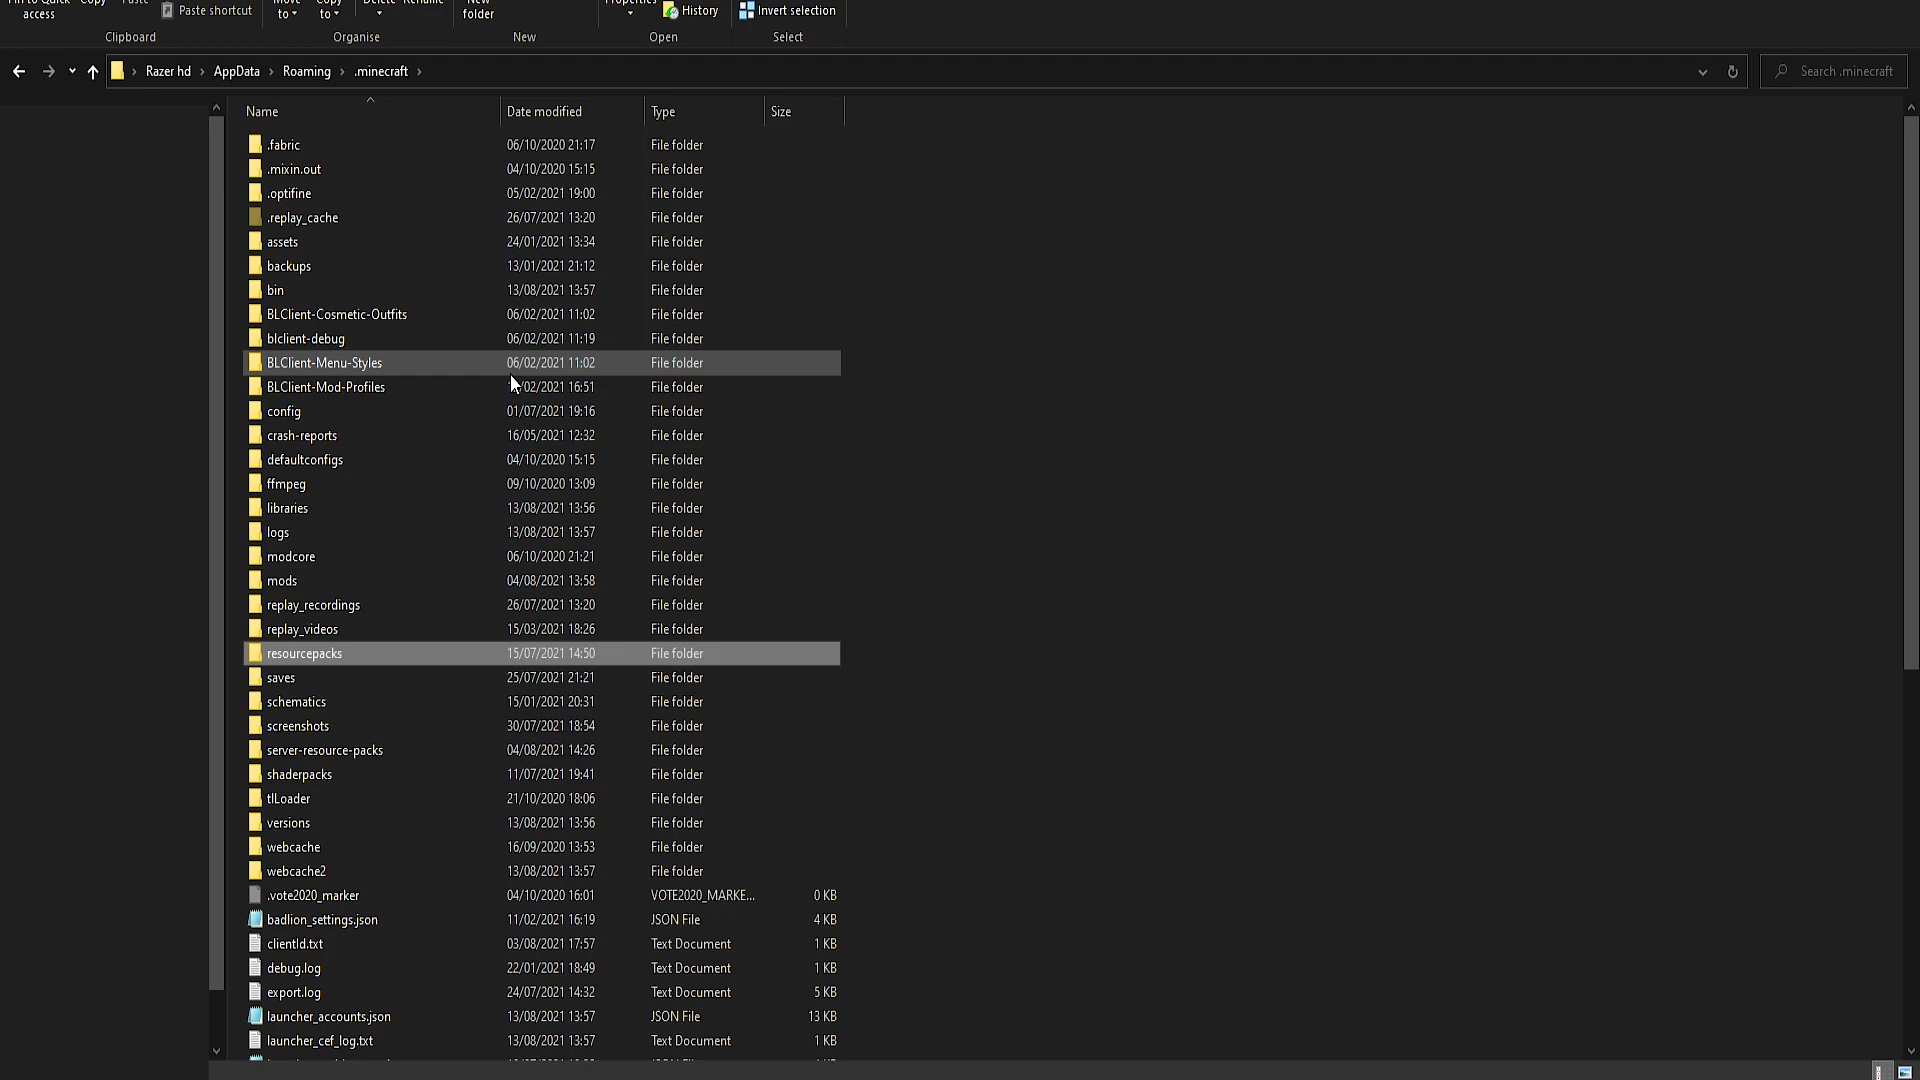 Pin to Quick access
Copy
Paste
Paste shortcut
Move to
Copy to
Delete
Rename
New folder
Properties
History
Invert selection
Clipboard
Organise
New
Open
Select
Razer hd › AppData › Roaming › .minecraft ›
Search .minecraft
Name Date modified Type Size
.fabric 06/10/2020 21:17 File folder
.mixin.out 04/10/2020 15:15 File folder
.optifine 05/02/2021 19:00 File folder
.replay_cache 26/07/2021 13:20 File folder
assets 24/01/2021 13:34 File folder
backups 13/01/2021 21:12 File folder
bin 13/08/2021 13:57 File folder
BLClient-Cosmetic-Outfits 06/02/2021 11:02 File folder
blclient-debug 06/02/2021 11:19 File folder
BLClient-Menu-Styles 06/02/2021 11:02 File folder
BLClient-Mod-Profiles /02/2021 16:51 File folder
config 01/07/2021 19:16 File folder
crash-reports 16/05/2021 12:32 File folder
defaultconfigs 04/10/2020 15:15 File folder
ffmpeg 09/10/2020 13:09 File folder
libraries 13/08/2021 13:56 File folder
logs 13/08/2021 13:57 File folder
modcore 06/10/2020 21:21 File folder
mods 04/08/2021 13:58 File folder
replay_recordings 26/07/2021 13:20 File folder
replay_videos 15/03/2021 18:26 File folder
resourcepacks 15/07/2021 14:50 File folder
saves 25/07/2021 21:21 File folder
schematics 15/01/2021 20:31 File folder
screenshots 30/07/2021 18:54 File folder
server-resource-packs 04/08/2021 14:26 File folder
shaderpacks 11/07/2021 19:41 File folder
tlLoader 21/10/2020 18:06 File folder
versions 13/08/2021 13:56 File folder
webcache 16/09/2020 13:53 File folder
webcache2 13/08/2021 13:57 File folder
.vote2020_marker 04/10/2020 16:01 VOTE2020_MARKE... 0 KB
badlion_settings.json 11/02/2021 16:19 JSON File 4 KB
clientId.txt 03/08/2021 17:57 Text Document 1 KB
debug.log 22/01/2021 18:49 Text Document 1 KB
export.log 24/07/2021 14:32 Text Document 5 KB
launcher_accounts.json 13/08/2021 13:57 JSON File 13 KB
launcher_cef_log.txt 13/08/2021 13:57 Text Document 1 KB